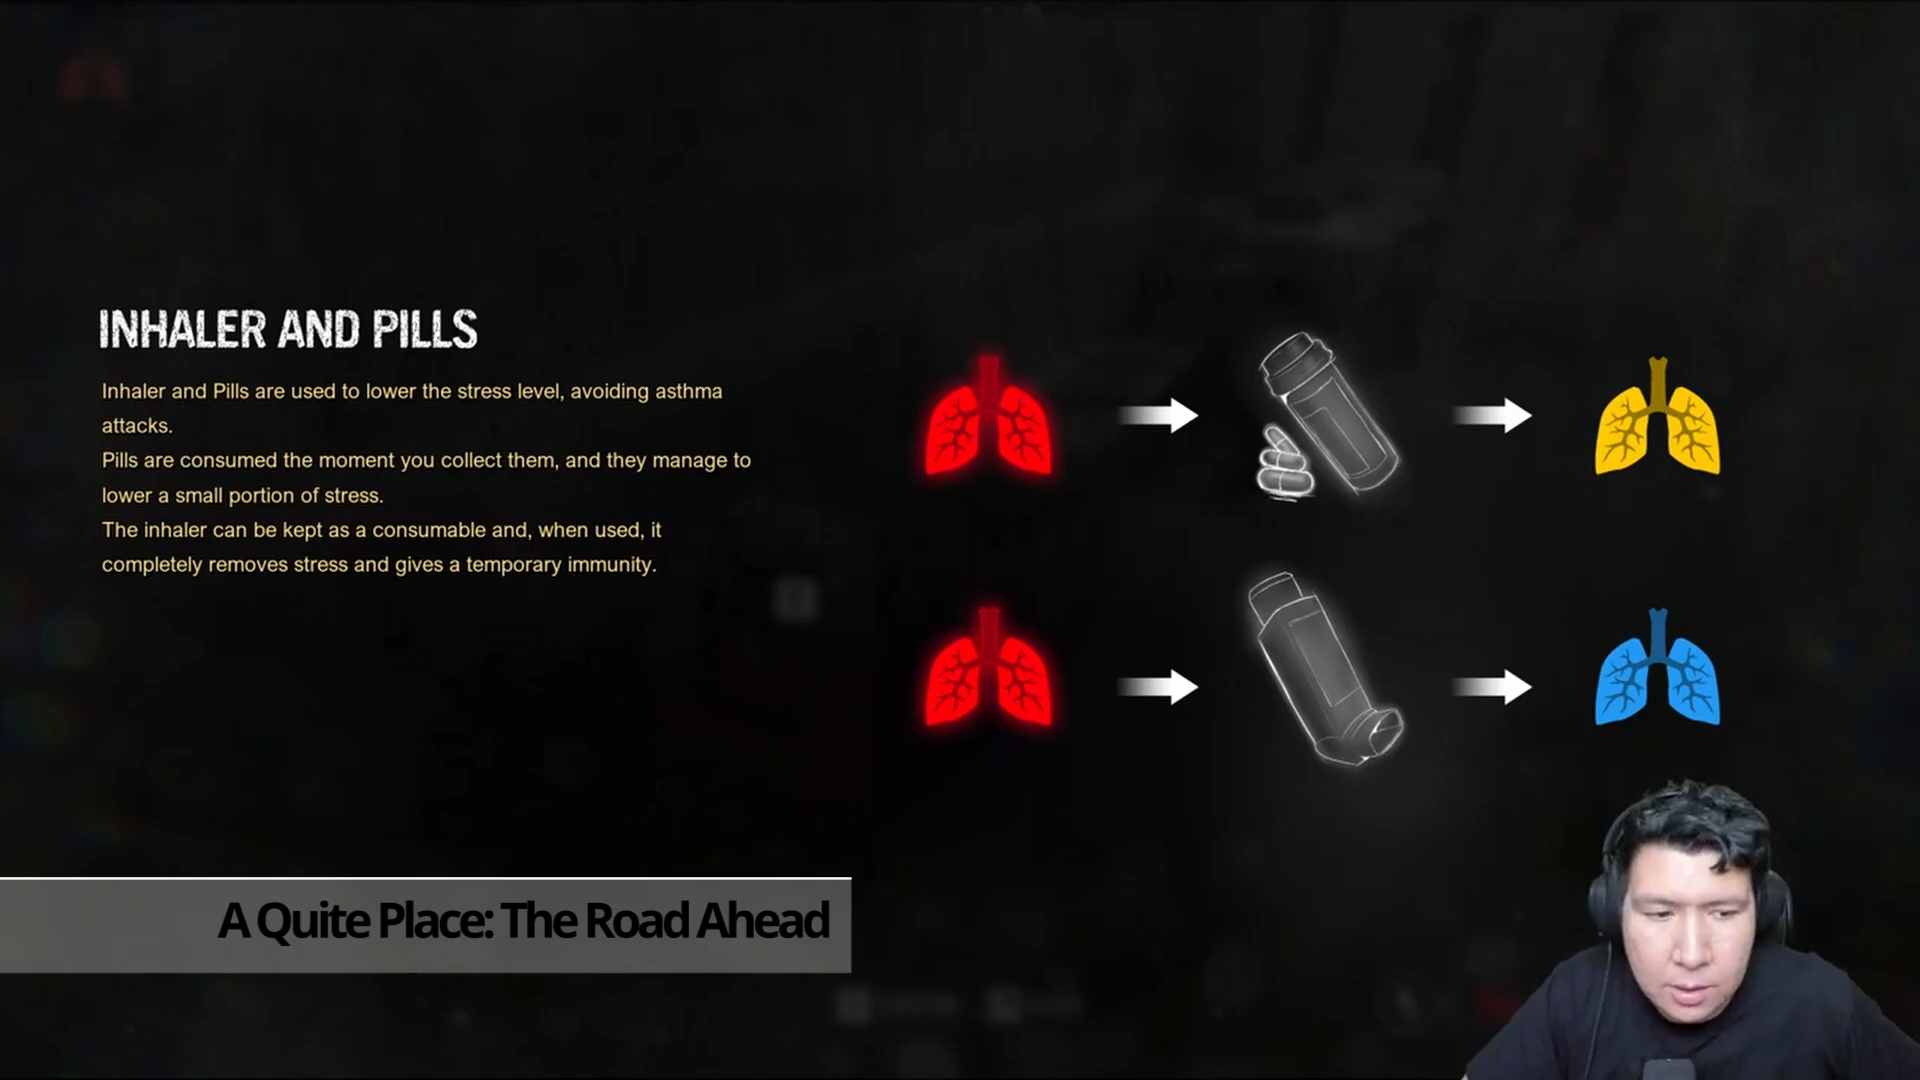 INHALER AND PILLS
Inhaler and Pills are used to lower the stress level, avoiding asthma
attacks.
Pills are consumed the moment you collect them, and they manage to
lower a small portion of stress.
The inhaler can be kept as a consumable and, when used, it
completely removes stress and gives a temporary immunity.
A Quite Place: The Road Ahead